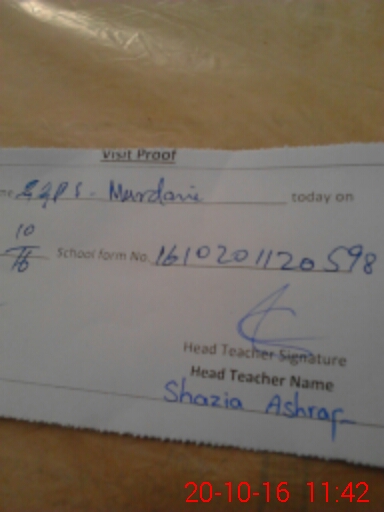 Visit Proof
GGPS. Mardani today on
10
16 School form No. 1610201120598
Head Teacher Signature
Head Teacher Name
Shazia Ashraf
20-10-16 11:42